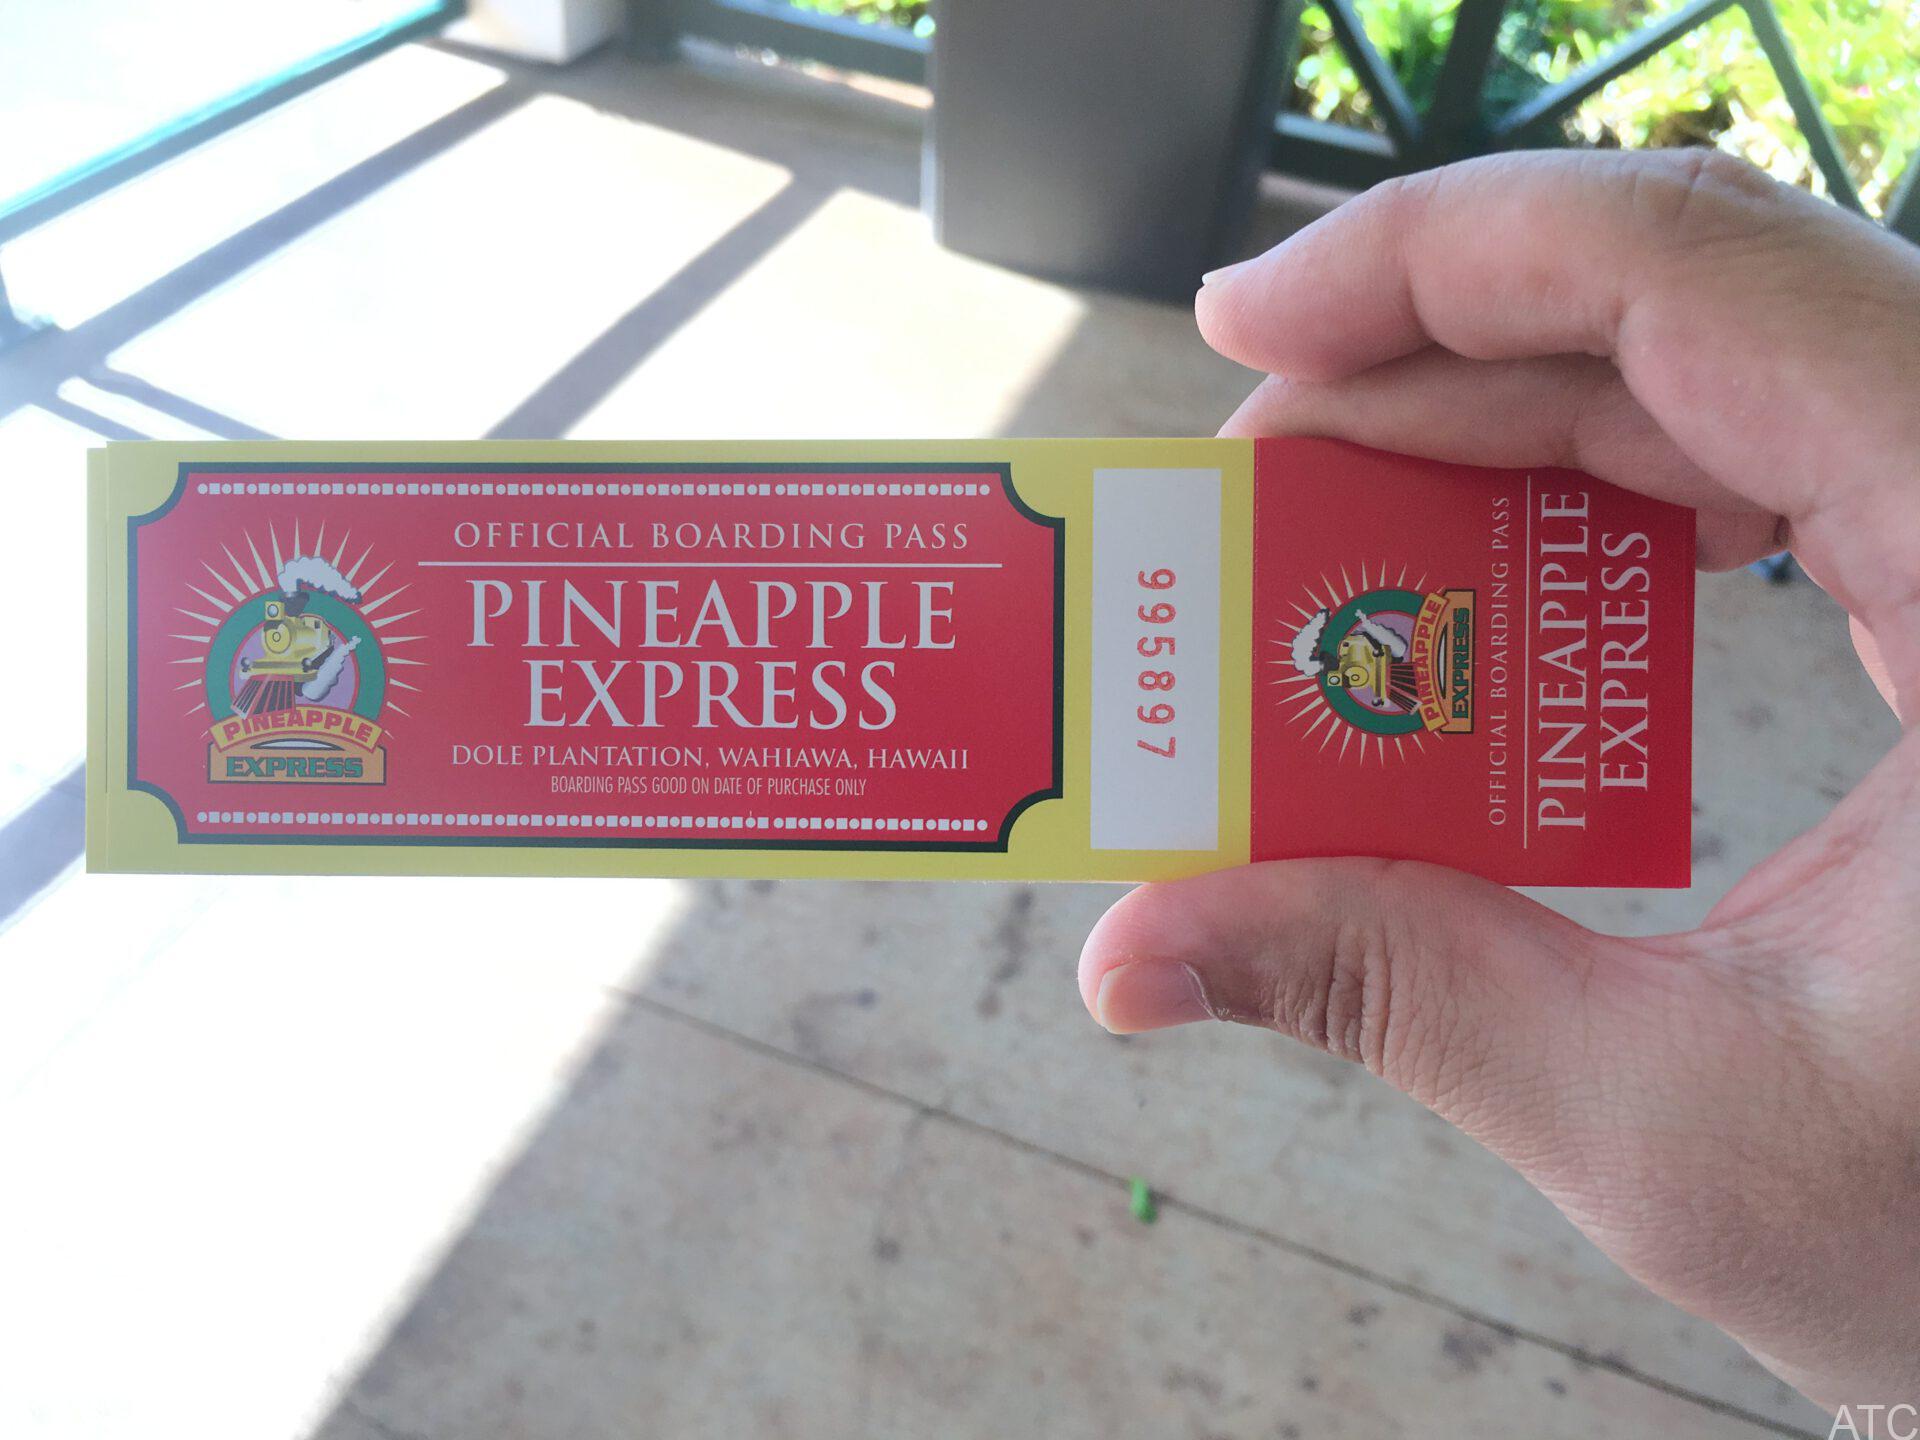 OFFICIAL BOARDING PASS
PINEAPPLE
EXPRESS
DOLE PLANTATION, WAHIAWA, HAWAII
BOARDING PASS GOOD ON DATE OF PURCHASE ONLY
PINEAPPLE
EXPRESS
995897
PINEAPPLE
EXPRESS
OFFICIAL BOARDING PASS
PINEAPPLE
EXPRESS
ATC